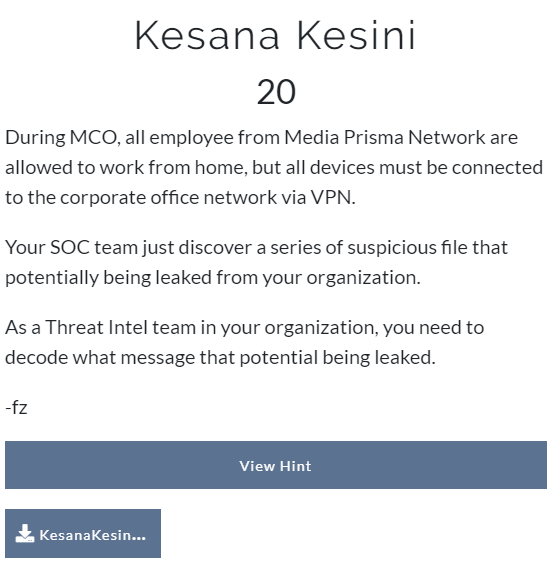 Kesana Kesini
20
During MCO, all employee from Media Prisma Network are
allowed to work from home, but all devices must be connected
to the corporate office network via VPN.
Your SOC team just discover a series of suspicious file that
potentially being leaked from your organization.
As a Threat Intel team in your organization, you need to
decode what message that potential being leaked.
-fz
View Hint
KesanaKesin...